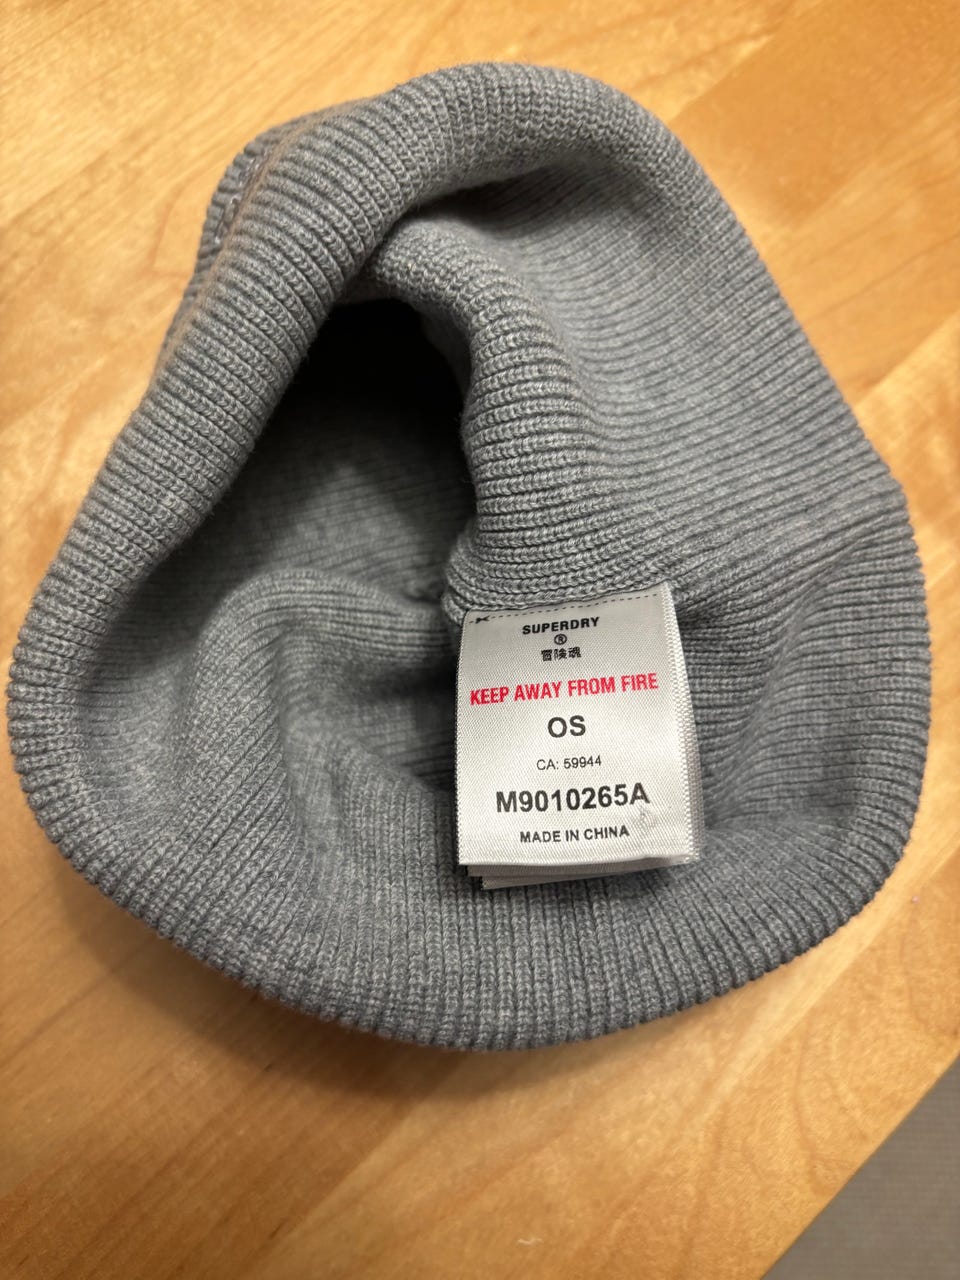 SUPERDRY
®
冒険魂
KEEP AWAY FROM FIRE
OS
CA: 59944
M9010265A
MADE IN CHINA